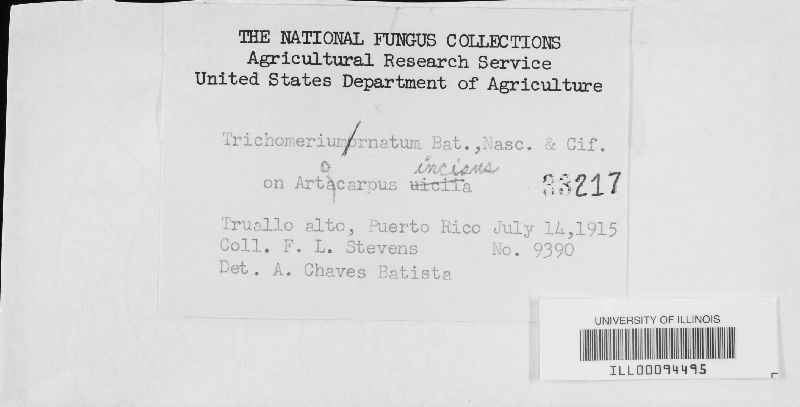 THE NATIONAL FUNGUS COLLECTIONS
Agricultural Research Service
United States Department of Agriculture
Trichomerium/ornatum Bat.,Nasc. & Cif.
on Artocarpus incisus 33217
Truallo alto, Puerto Rico July 14,1915
Coll. F. L. Stevens No. 9390
Det. A. Chaves Batista
UNIVERSITY OF ILLINOIS
ILL00094495